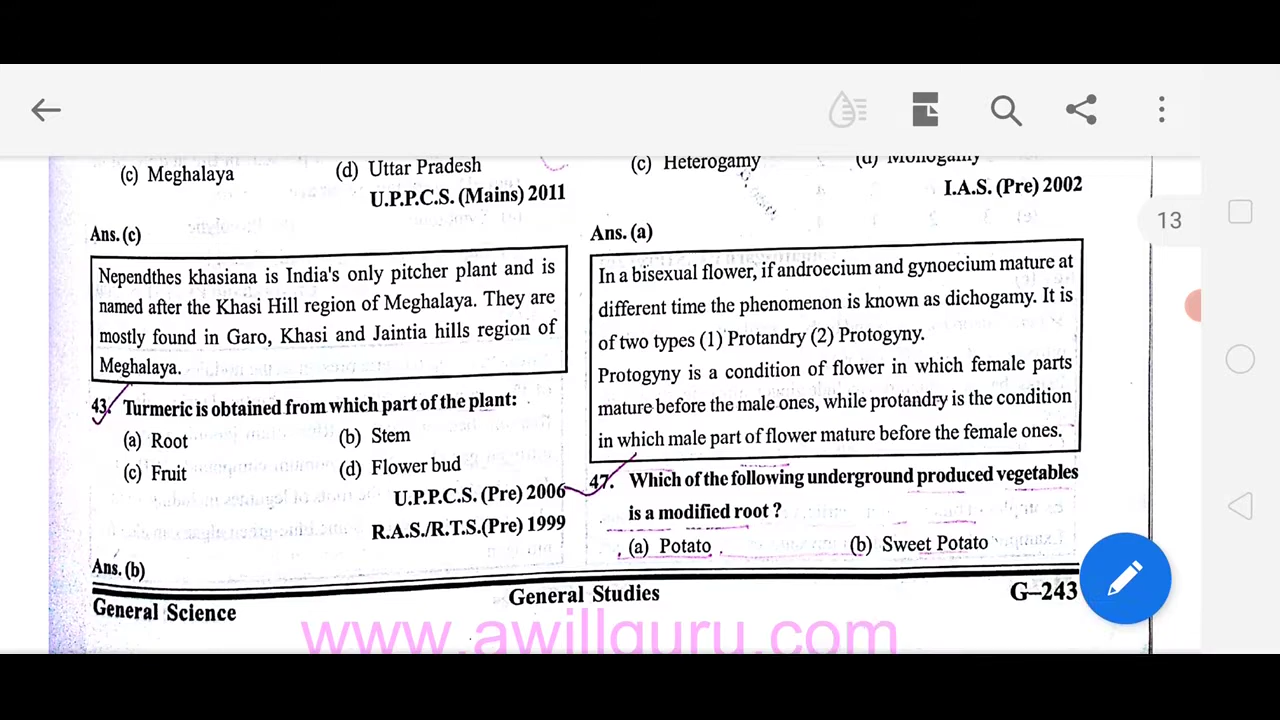 13
(c) Meghalaya
(d) Uttar Pradesh
U.P.P.C.S. (Mains) 2011
Ans. (c)
Nependthes khasiana is India's only pitcher plant and is
named after the Khasi Hill region of Meghalaya. They are
mostly found in Garo, Khasi and Jaintia hills region of
Meghalaya.
43. Turmeric is obtained from which part of the plant:
(a) Root
(b) Stem
(c) Fruit
(d) Flower bud
U.P.P.C.S. (Pre) 2006
R.A.S./R.T.S.(Pre) 1999
Ans. (b)
(c) Heterogamy
(d) Monogamy
I.A.S. (Pre) 2002
Ans. (a)
In a bisexual flower, if androecium and gynoecium mature at
different time the phenomenon is known as dichogamy. It is
of two types (1) Protandry (2) Protogyny.
Protogyny is a condition of flower in which female parts
mature before the male ones, while protandry is the condition
in which male part of flower mature before the female ones.
47. Which of the following underground produced vegetables
is a modified root ?
(a) Potato
(b) Sweet Potato
General Science
General Studies
G–243
www.awillguru.com